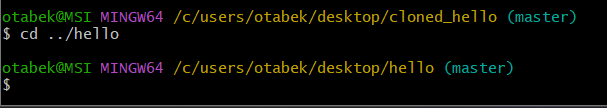 otabek@MSI MINGW64 /c/users/otabek/desktop/cloned_hello (master)
$ cd ../hello
otabek@MSI MINGW64 /c/users/otabek/desktop/hello (master)
$